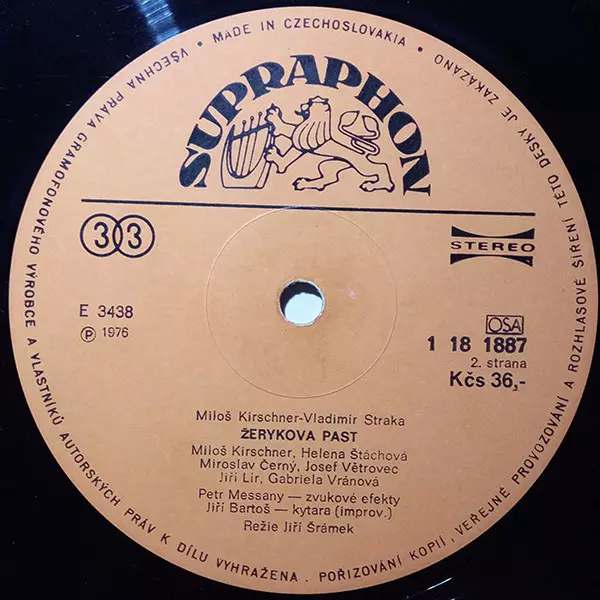 VŠECHNA PRÁVA GRAMOFONOVÉHO VÝROBCE A VLASTNÍKŮ AUTORSKÝCH PRÁV K DÍLU VYHRAŽENA . POŘIZOVÁNÍ KOPIÍ , VEŘEJNÉ PROVOZOVÁNÍ A ROZHLASOVÉ ŠÍŘENÍ TÉTO DESKY JE ZAKÁZÁNO
• MADE IN CZECHOSLOVAKIA •
SUPRAPHON
33
STEREO
E 3438
Ⓟ 1976
OSA
1 18 1887
2. strana
Kčs 36,-
Miloš Kirschner-Vladimír Straka
ŽERYKOVA PAST
Miloš Kirschner, Helena Štáchová
Miroslav Černý, Josef Větrovec
Jiří Lír, Gabriela Vránová
Petr Messany — zvukové efekty
Jiří Bartoš — kytara (improv.)
Režie Jiří Šrámek